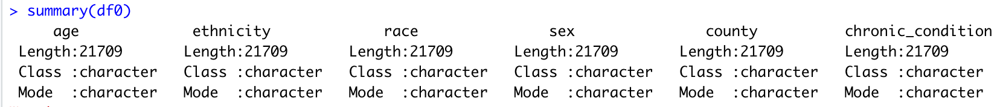 > summary(df0)
age ethnicity race sex county chronic_condition
Length:21709 Length:21709 Length:21709 Length:21709 Length:21709 Length:21709
Class :character Class :character Class :character Class :character Class :character Class :character
Mode :character Mode :character Mode :character Mode :character Mode :character Mode :character